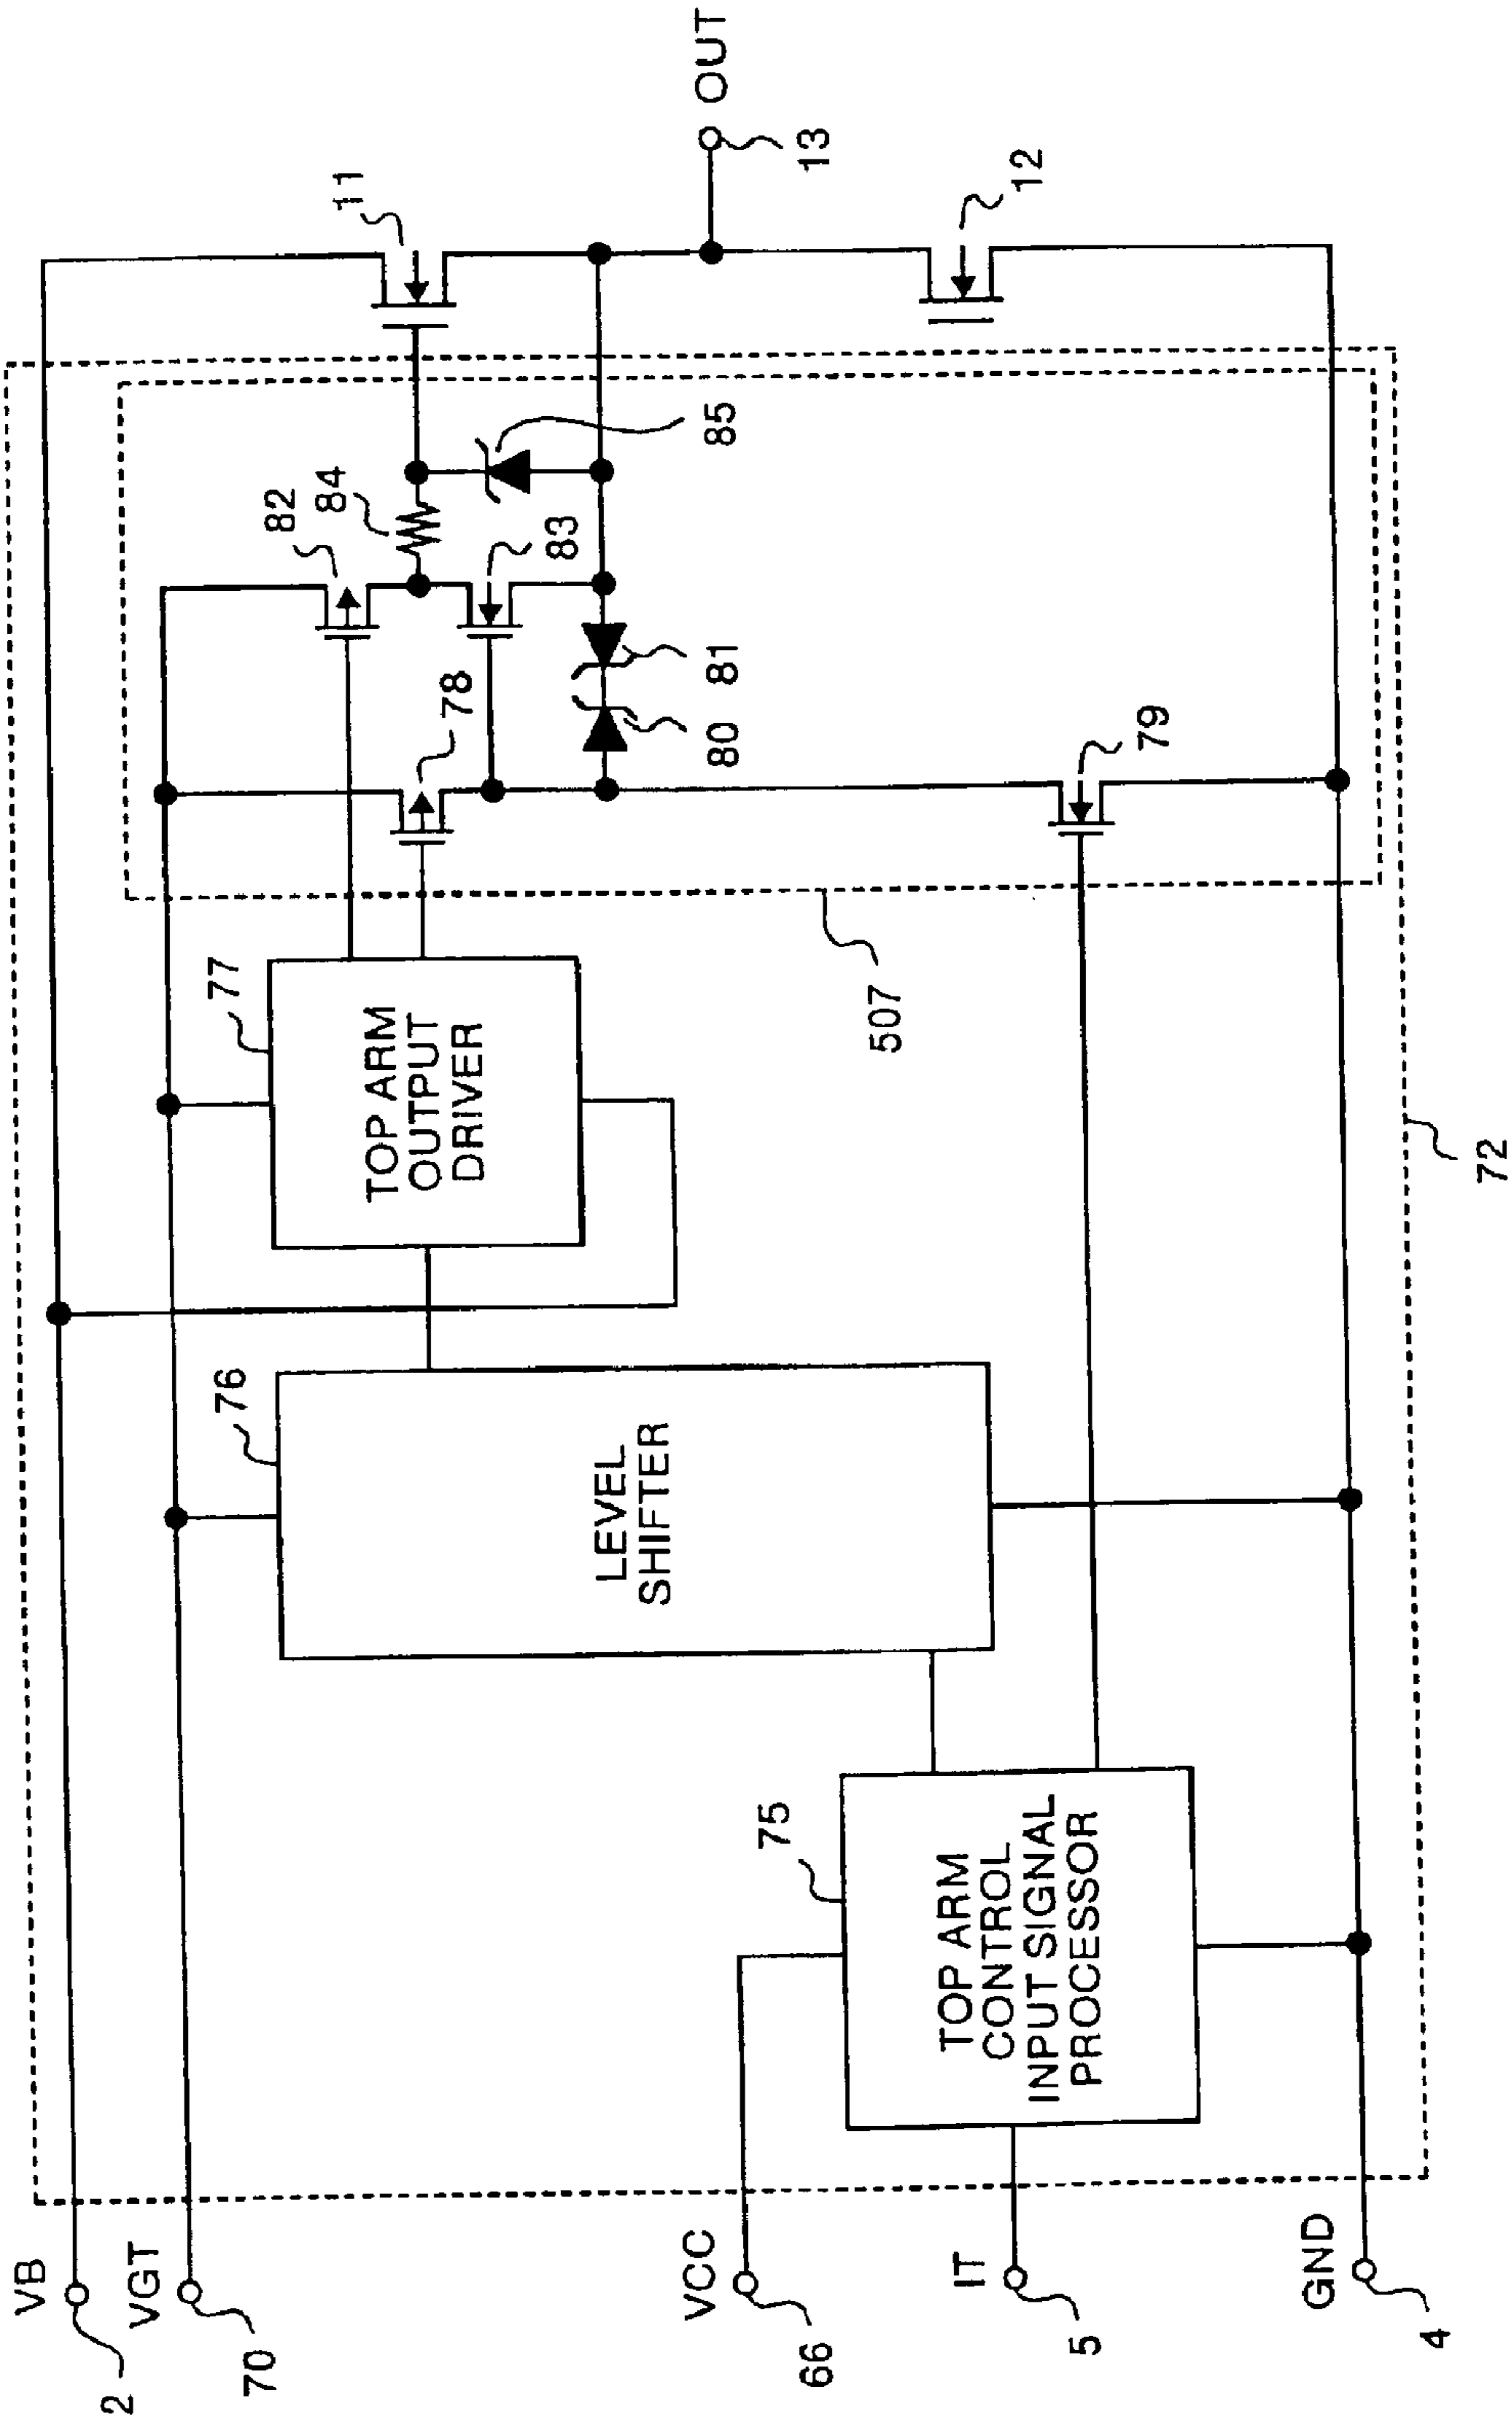 VB
2
VGT
70
VCC
66
IT
5
GND
4
TOP ARM
CONTROL
INPUT SIGNAL
PROCESSOR
75
LEVEL
SHIFTER
76
TOP ARM
OUTPUT
DRIVER
77
507
72
78
79
80
81
82
83
84
85
11
12
13
OUT